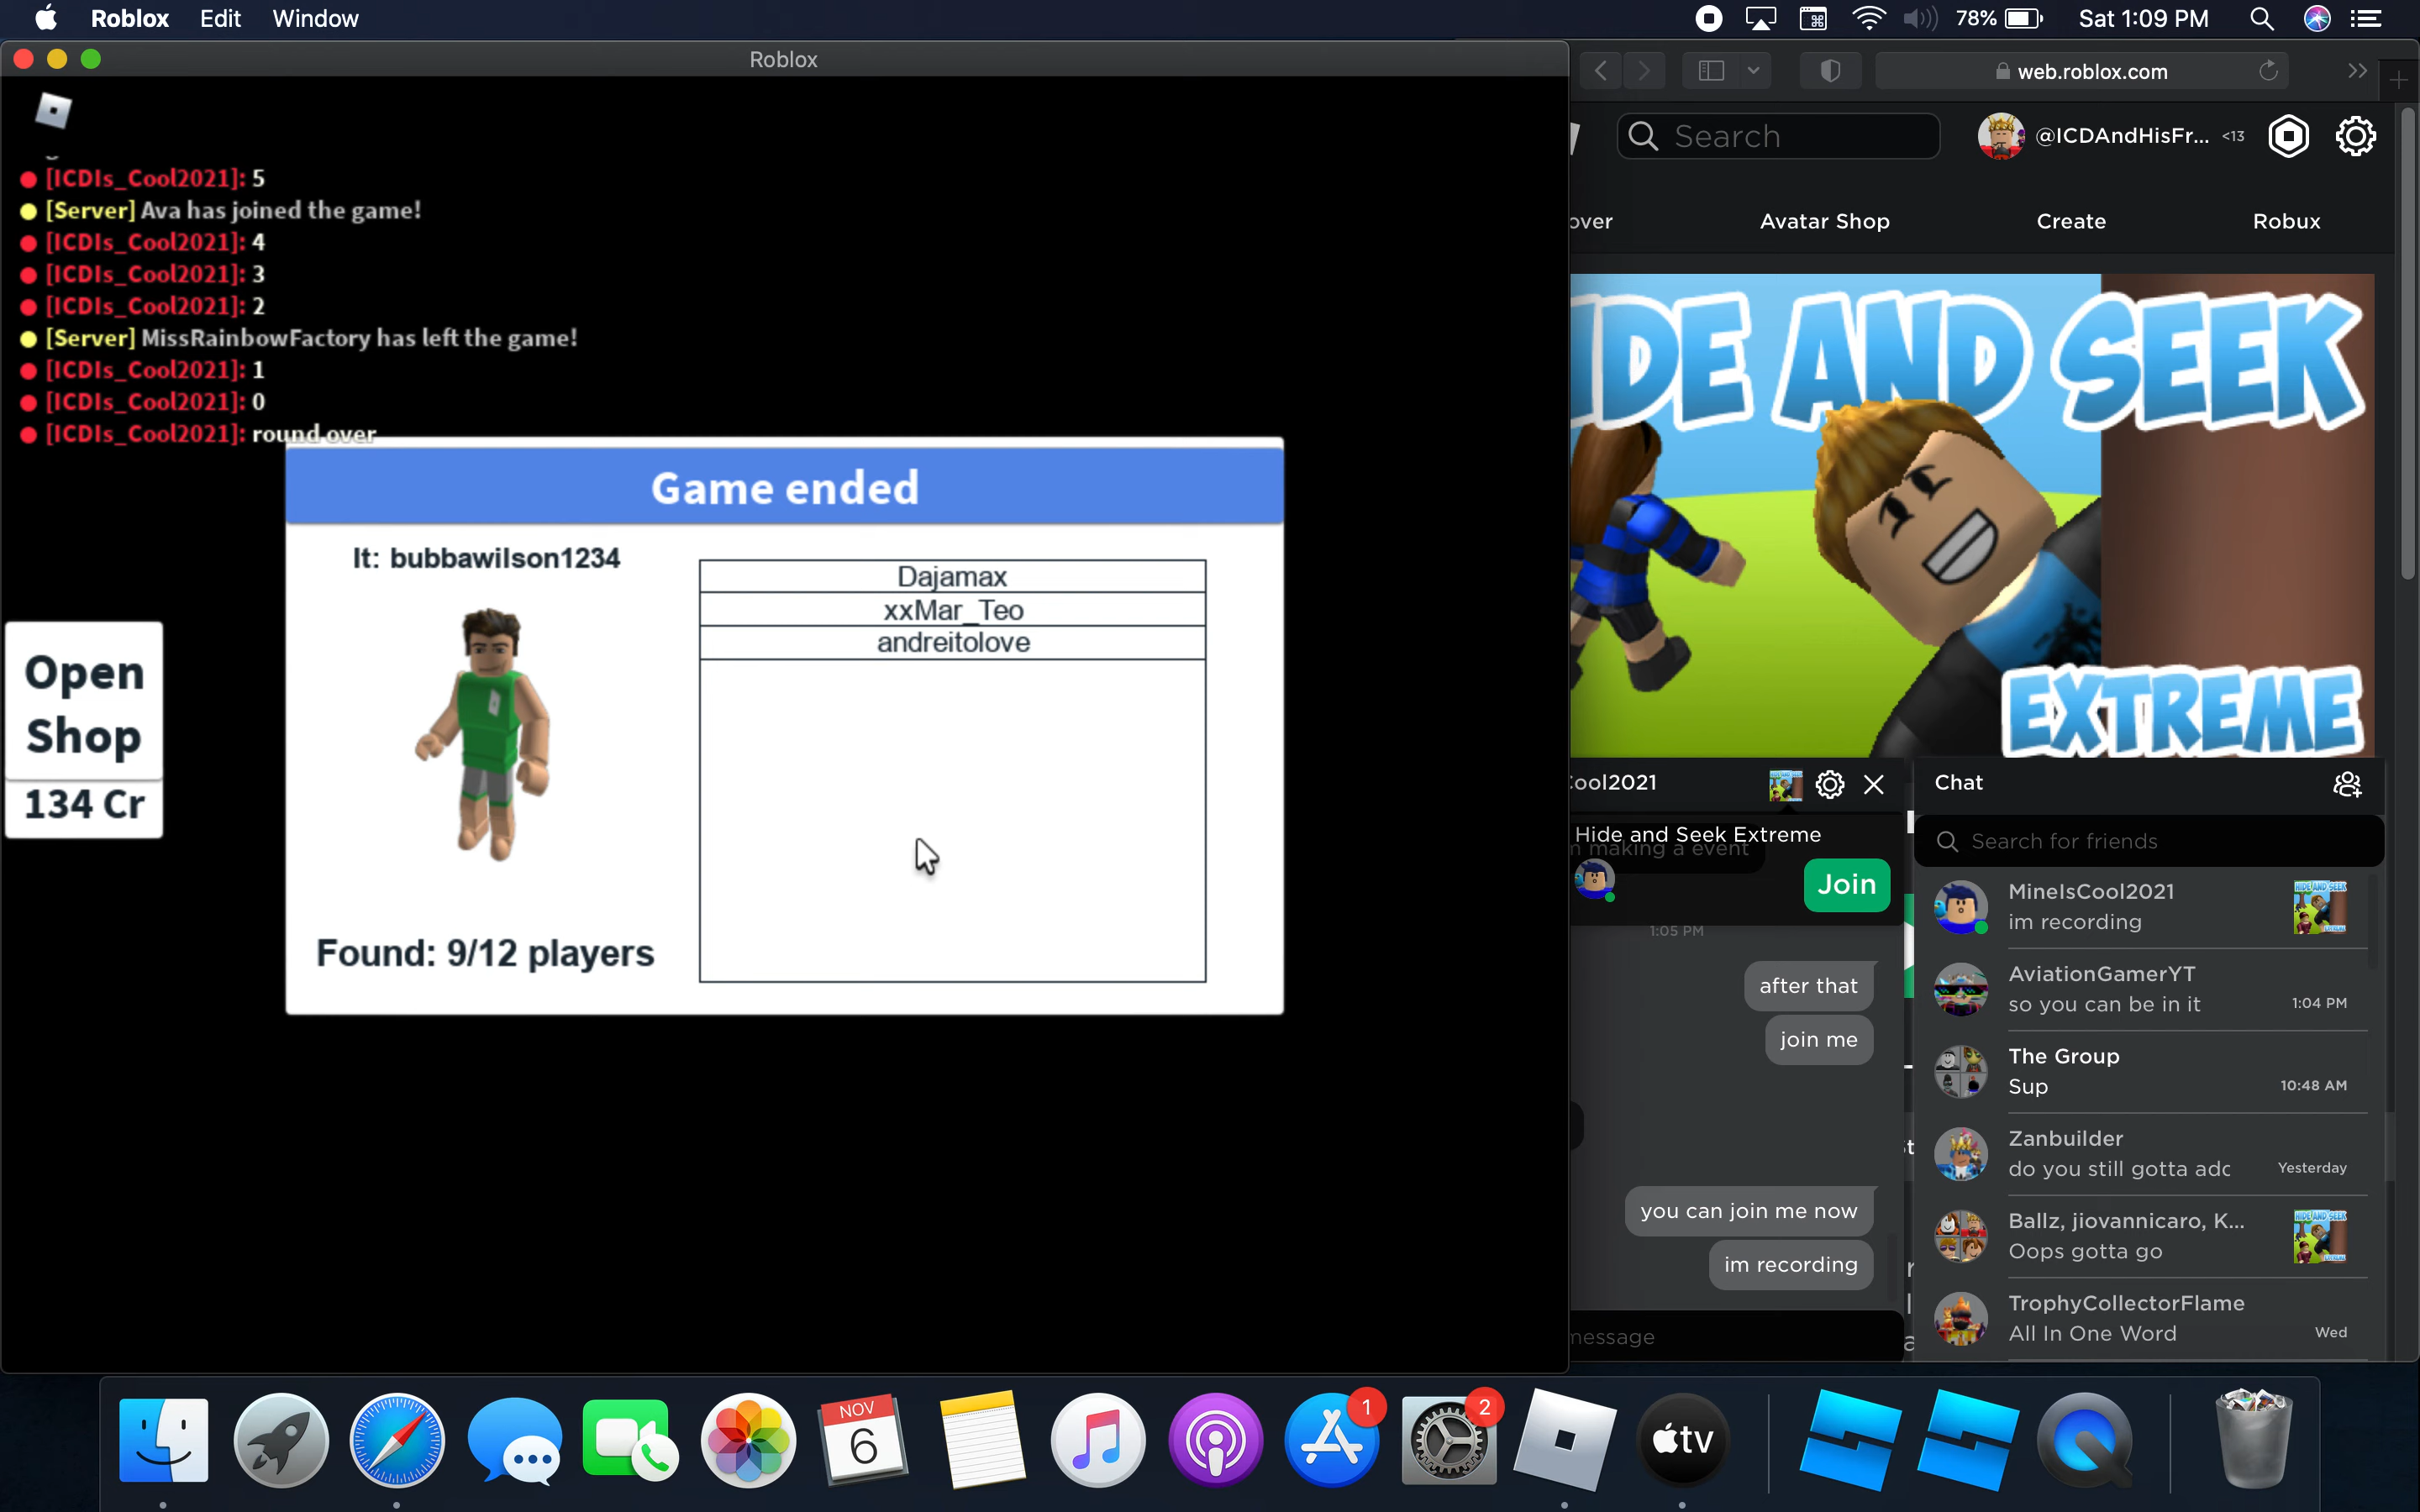 Roblox Edit Window
78% Sat 1:09 PM
Roblox
[ICDIs_Cool2021]: 5
[Server] Ava has joined the game!
[ICDIs_Cool2021]: 4
[ICDIs_Cool2021]: 3
[ICDIs_Cool2021]: 2
[Server] MissRainbowFactory has left the game!
[ICDIs_Cool2021]: 1
[ICDIs_Cool2021]: 0
[ICDIs_Cool2021]: round over
Game ended
It: bubbawilson1234
Dajamax
xxMar_Teo
andreitolove
Found: 9/12 players
Open
Shop
134 Cr
web.roblox.com
Search
@ICDAndHisFr... <13
over Avatar Shop Create Robux
IDE AND SEEK
EXTREME
Cool2021
Hide and Seek Extreme
making a event
Join
1:05 PM
after that
join me
you can join me now
im recording
message
Chat
Search for friends
MineIsCool2021
im recording
AviationGamerYT
so you can be in it 1:04 PM
The Group
Sup 10:48 AM
Zanbuilder
do you still gotta adc Yesterday
Ballz, jiovannicaro, K...
Oops gotta go
TrophyCollectorFlame
All In One Word Wed
NOV
6
1
2
tv